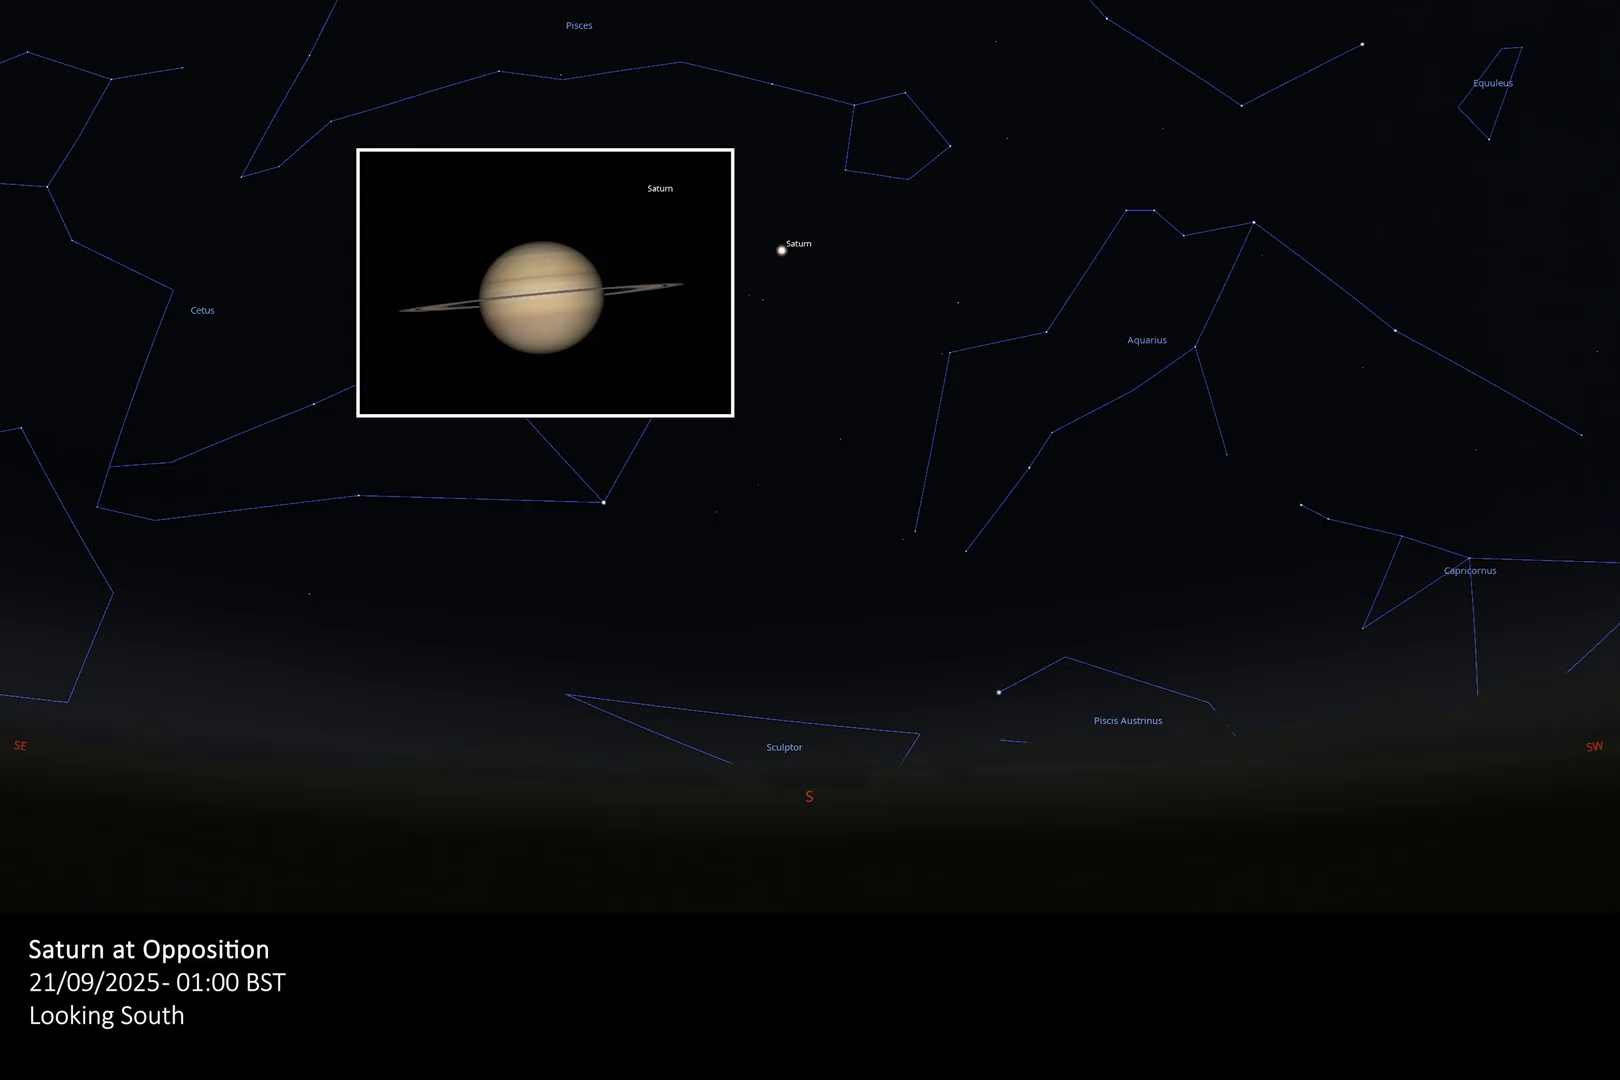 Pisces
Equuleus
Saturn
Saturn
Cetus
Aquarius
Capricornus
Piscis Austrinus
Sculptor
SE
SW
S
Saturn at Opposition
21/09/2025- 01:00 BST
Looking South